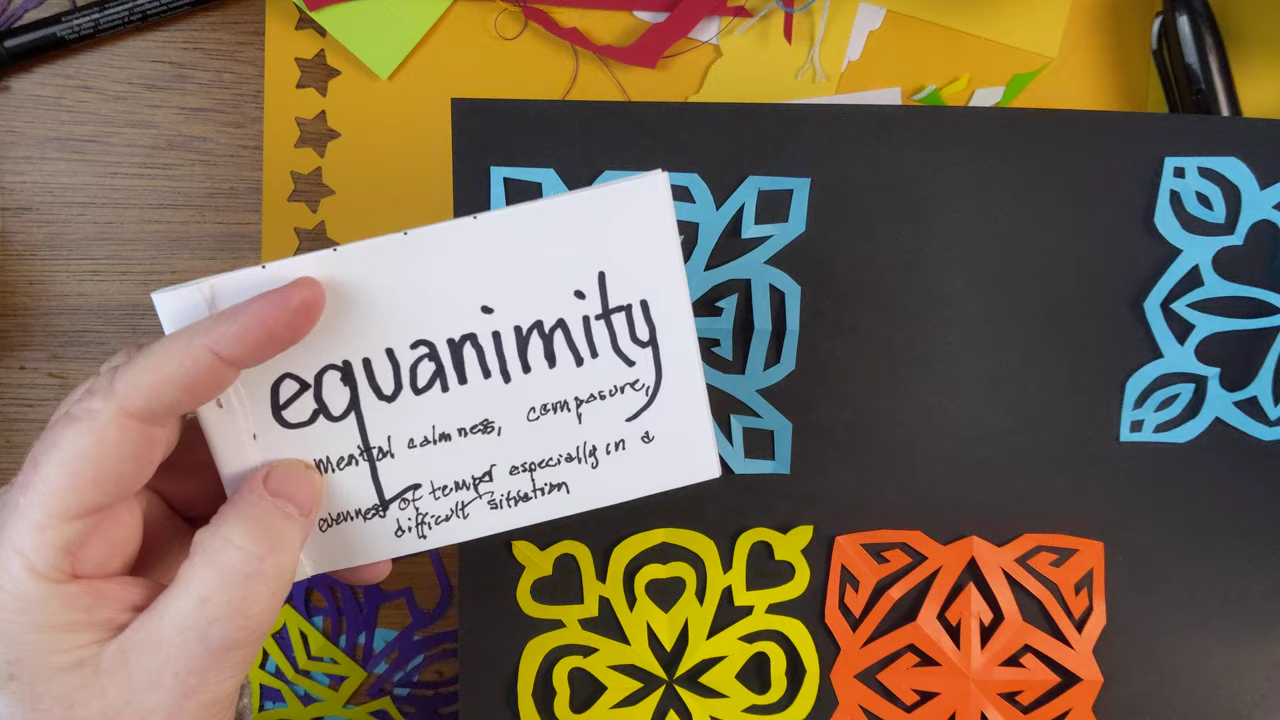 equanimity
mental calmness, composure,
evenness of temper especially in a
difficult situation